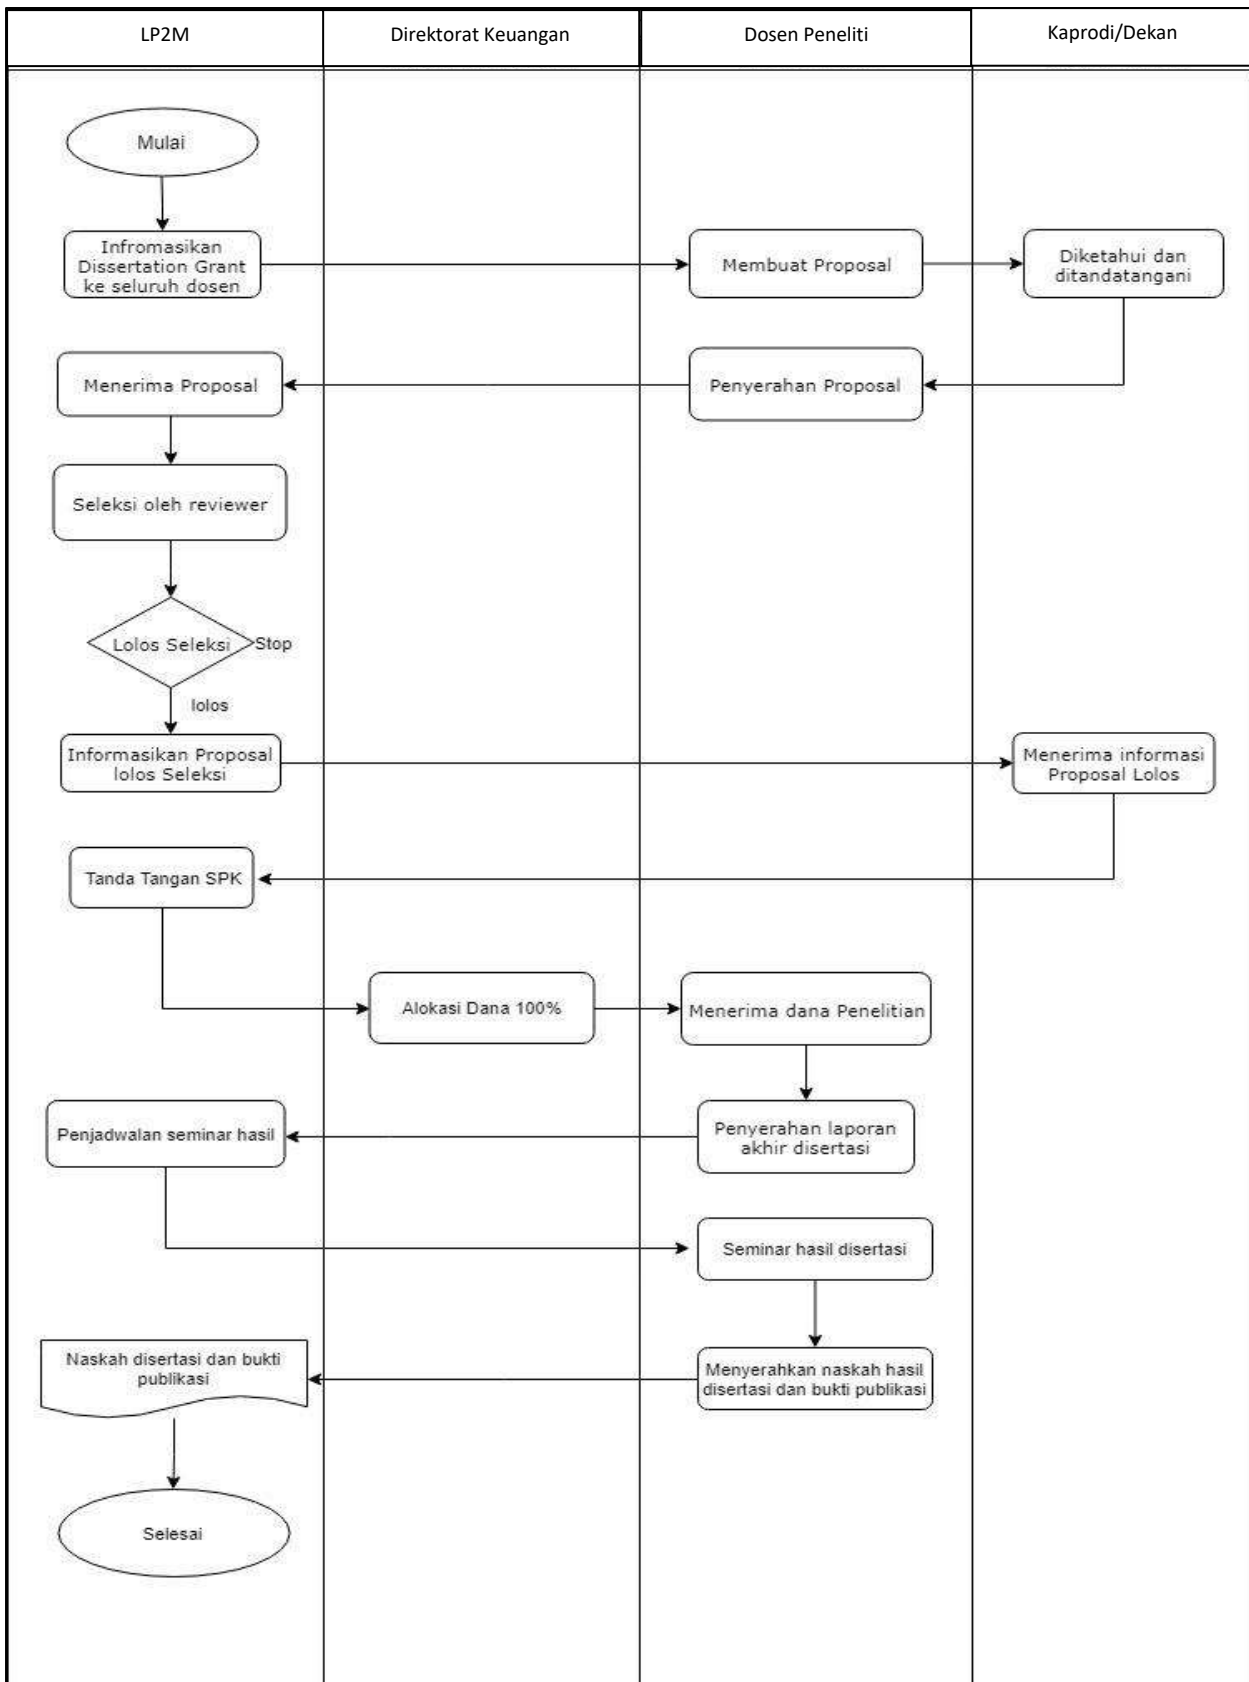 LP2M
Direktorat Keuangan
Dosen Peneliti
Kaprodi/Dekan
Mulai
Infromasikan
Dissertation Grant
ke seluruh dosen
Membuat Proposal
Diketahui dan
ditandatangani
Menerima Proposal
Penyerahan Proposal
Seleksi oleh reviewer
Lolos Seleksi
Stop
lolos
Informasikan Proposal
lolos Seleksi
Menerima informasi
Proposal Lolos
Tanda Tangan SPK
Alokasi Dana 100%
Menerima dana Penelitian
Penjadwalan seminar hasil
Penyerahan laporan
akhir disertasi
Seminar hasil disertasi
Naskah disertasi dan bukti
publikasi
Menyerahkan naskah hasil
disertasi dan bukti publikasi
Selesai